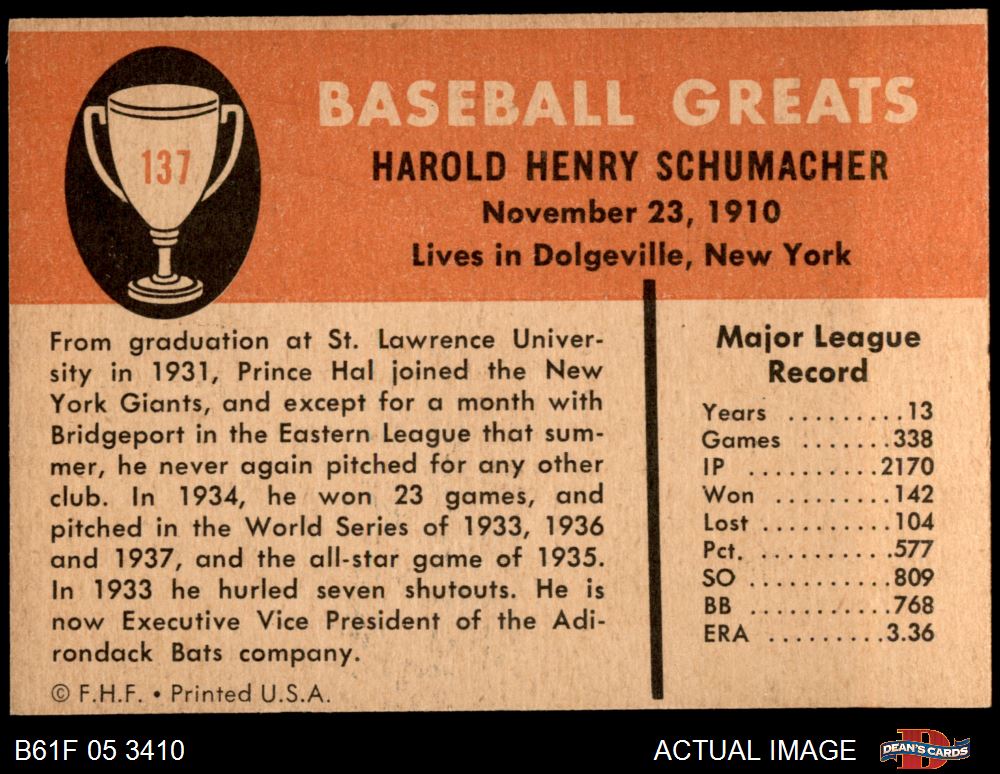 BASEBALL GREATS
137
HAROLD HENRY SCHUMACHER
November 23, 1910
Lives in Dolgeville, New York
From graduation at St. Lawrence Univer-
sity in 1931, Prince Hal joined the New
York Giants, and except for a month with
Bridgeport in the Eastern League that sum-
mer, he never again pitched for any other
club. In 1934, he won 23 games, and
pitched in the World Series of 1933, 1936
and 1937, and the all-star game of 1935.
In 1933 he hurled seven shutouts. He is
now Executive Vice President of the Adi-
rondack Bats company.
© F.H.F. • Printed U.S.A.
Major League
Record
Years .........13
Games .......338
IP ..........2170
Won .........142
Lost ..........104
Pct. ..........577
SO ...........809
BB ...........768
ERA .........3.36
B61F 05 3410
ACTUAL IMAGE
DEAN'S CARDS